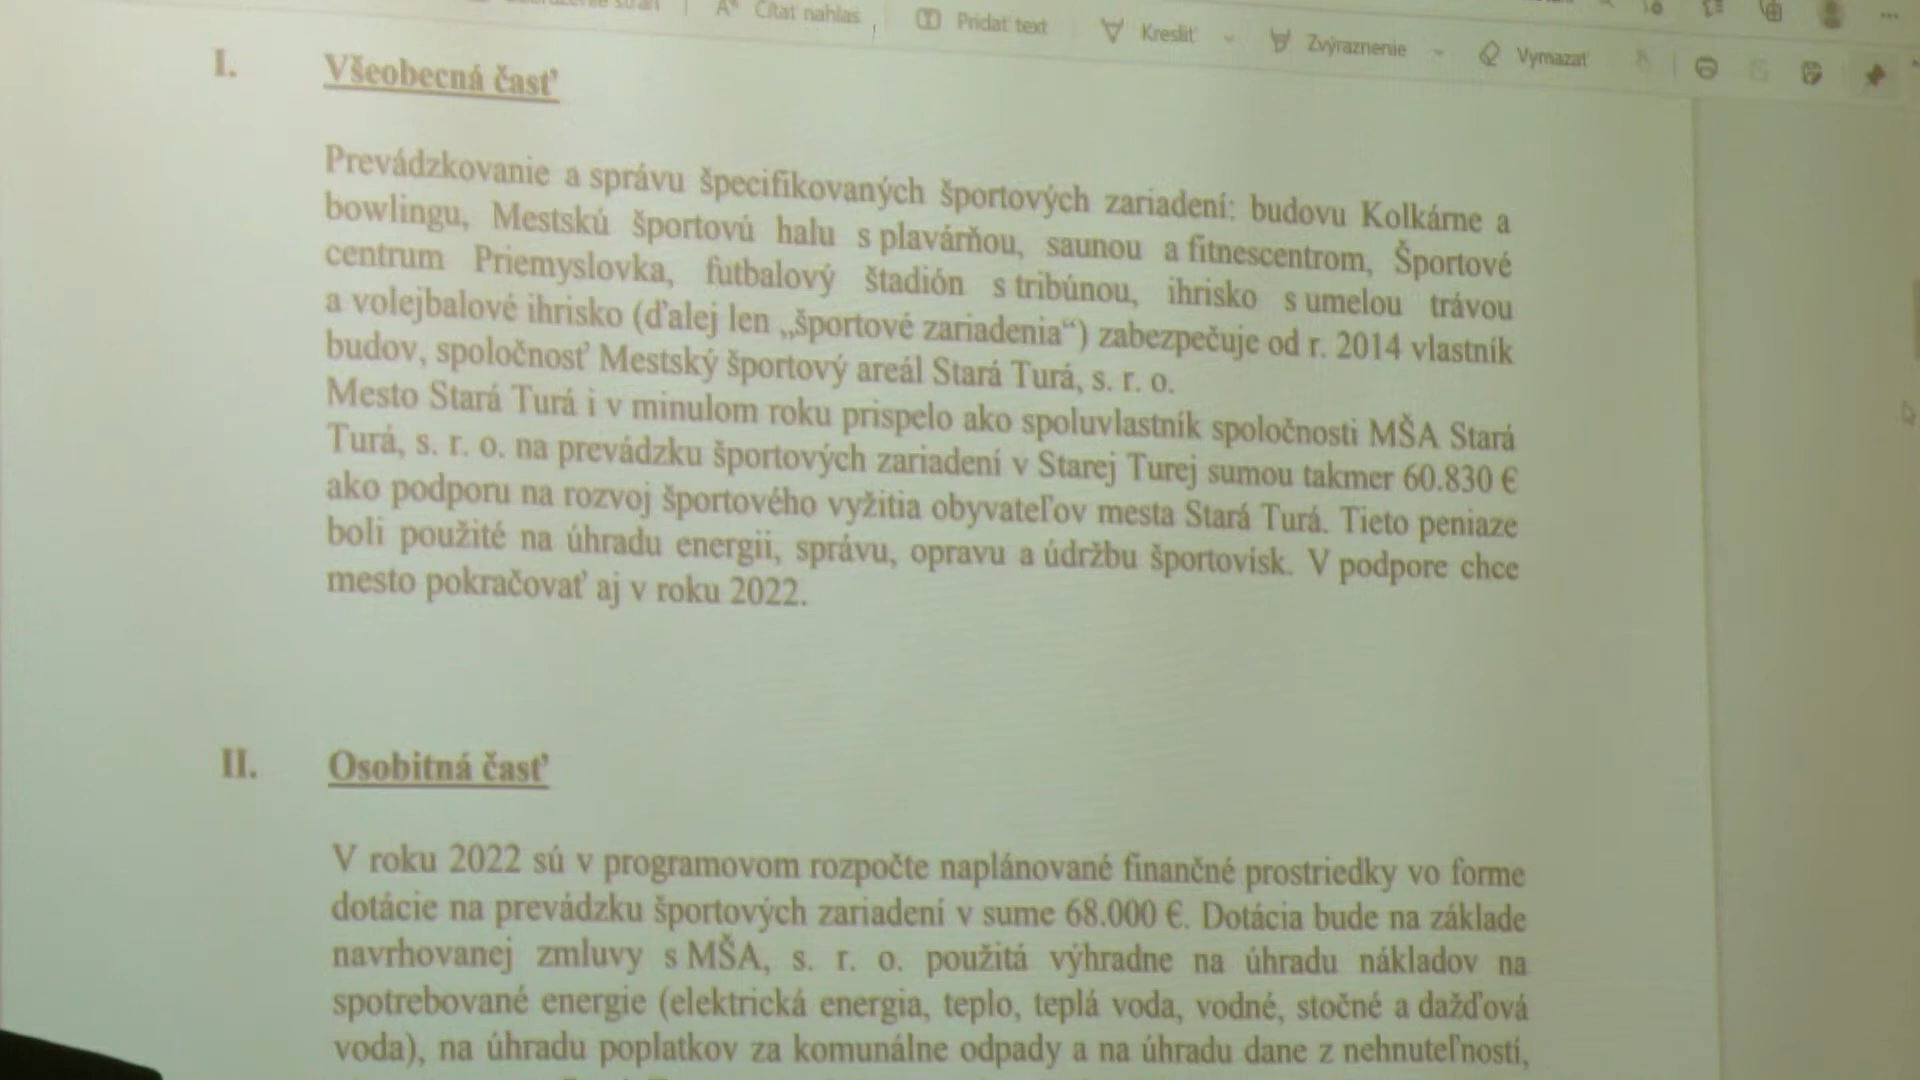 Čítať nahlas
Pridať text
Kresliť
Zvýraznenie
Vymazať
I. Všeobecná časť
Prevádzkovanie a správu špecifikovaných športových zariadení: budovu Kolkárne a
bowlingu, Mestskú športovú halu s plavárňou, saunou a fitnescentrom, Športové
centrum Priemyslovka, futbalový štadión s tribúnou, ihrisko s umelou trávou
a volejbalové ihrisko (ďalej len „športové zariadenia“) zabezpečuje od r. 2014 vlastník
budov, spoločnosť Mestský športový areál Stará Turá, s. r. o.
Mesto Stará Turá i v minulom roku prispelo ako spoluvlastník spoločnosti MŠA Stará
Turá, s. r. o. na prevádzku športových zariadení v Starej Turej sumou takmer 60.830 €
ako podporu na rozvoj športového vyžitia obyvateľov mesta Stará Turá. Tieto peniaze
boli použité na úhradu energii, správu, opravu a údržbu športovísk. V podpore chce
mesto pokračovať aj v roku 2022.
II. Osobitná časť
V roku 2022 sú v programovom rozpočte naplánované finančné prostriedky vo forme
dotácie na prevádzku športových zariadení v sume 68.000 €. Dotácia bude na základe
navrhovanej zmluvy s MŠA, s. r. o. použitá výhradne na úhradu nákladov na
spotrebované energie (elektrická energia, teplo, teplá voda, vodné, stočné a dažďová
voda), na úhradu poplatkov za komunálne odpady a na úhradu dane z nehnuteľností,